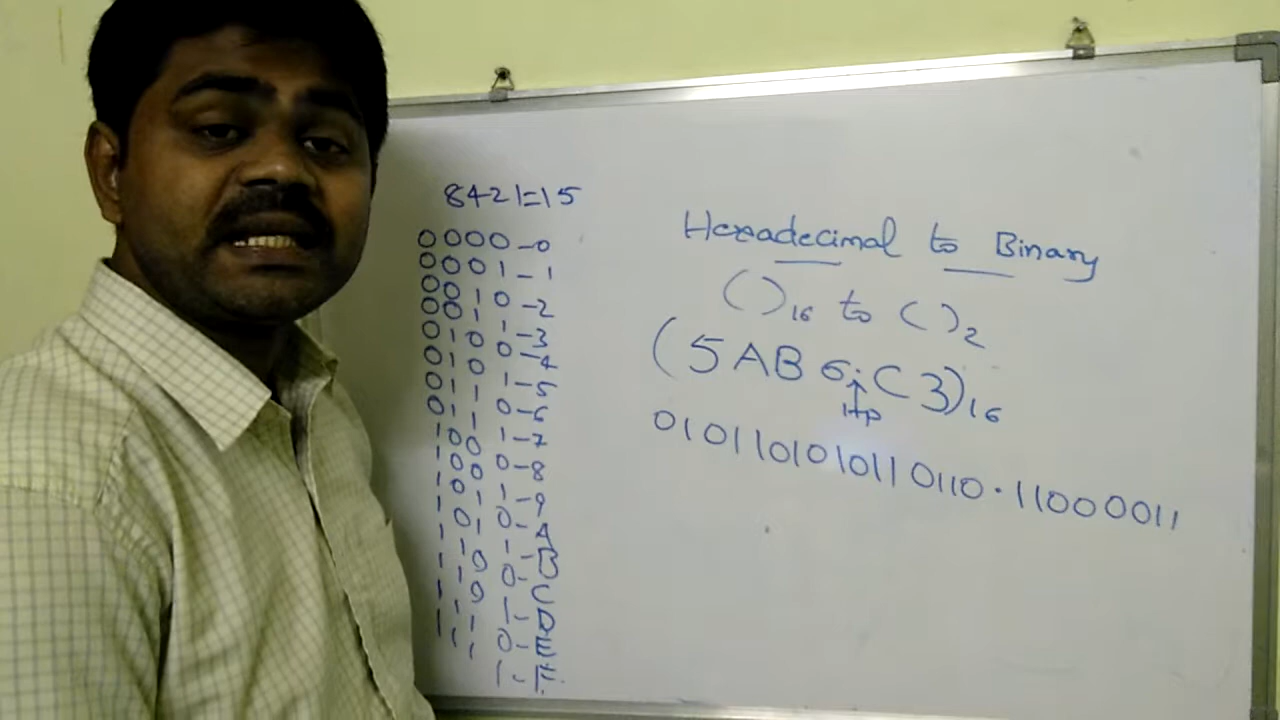 8421=15
0000-0
0001-1
0010-2
0011-3
0100-4
0101-5
0110-6
0111-7
1000-8
1001-9
1010-A
1011-B
1100-C
1101-D
1110-E
1111-F
Hexadecimal to Binary
()16 to ()2
(5AB6.C3)16
Hp
0101101010110110.11000011